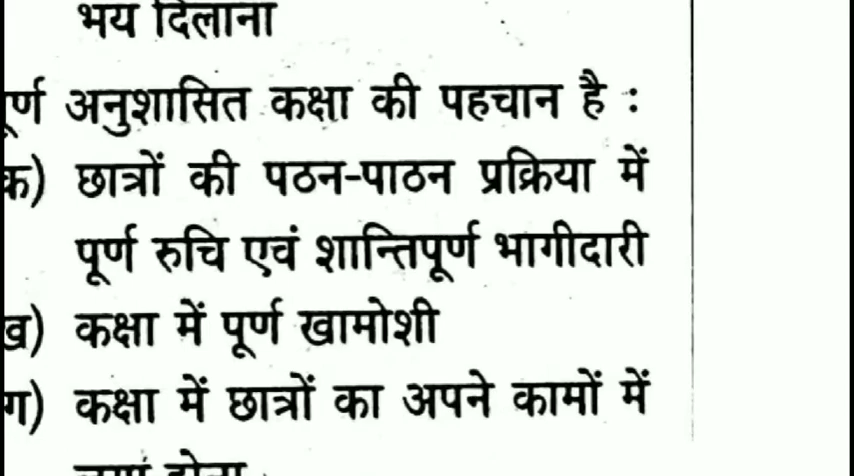 भय दिलाना
र्ण अनुशासित कक्षा की पहचान है :
क) छात्रों की पठन-पाठन प्रक्रिया में
पूर्ण रुचि एवं शान्तिपूर्ण भागीदारी
ख) कक्षा में पूर्ण खामोशी
ग) कक्षा में छात्रों का अपने कामों में
होना